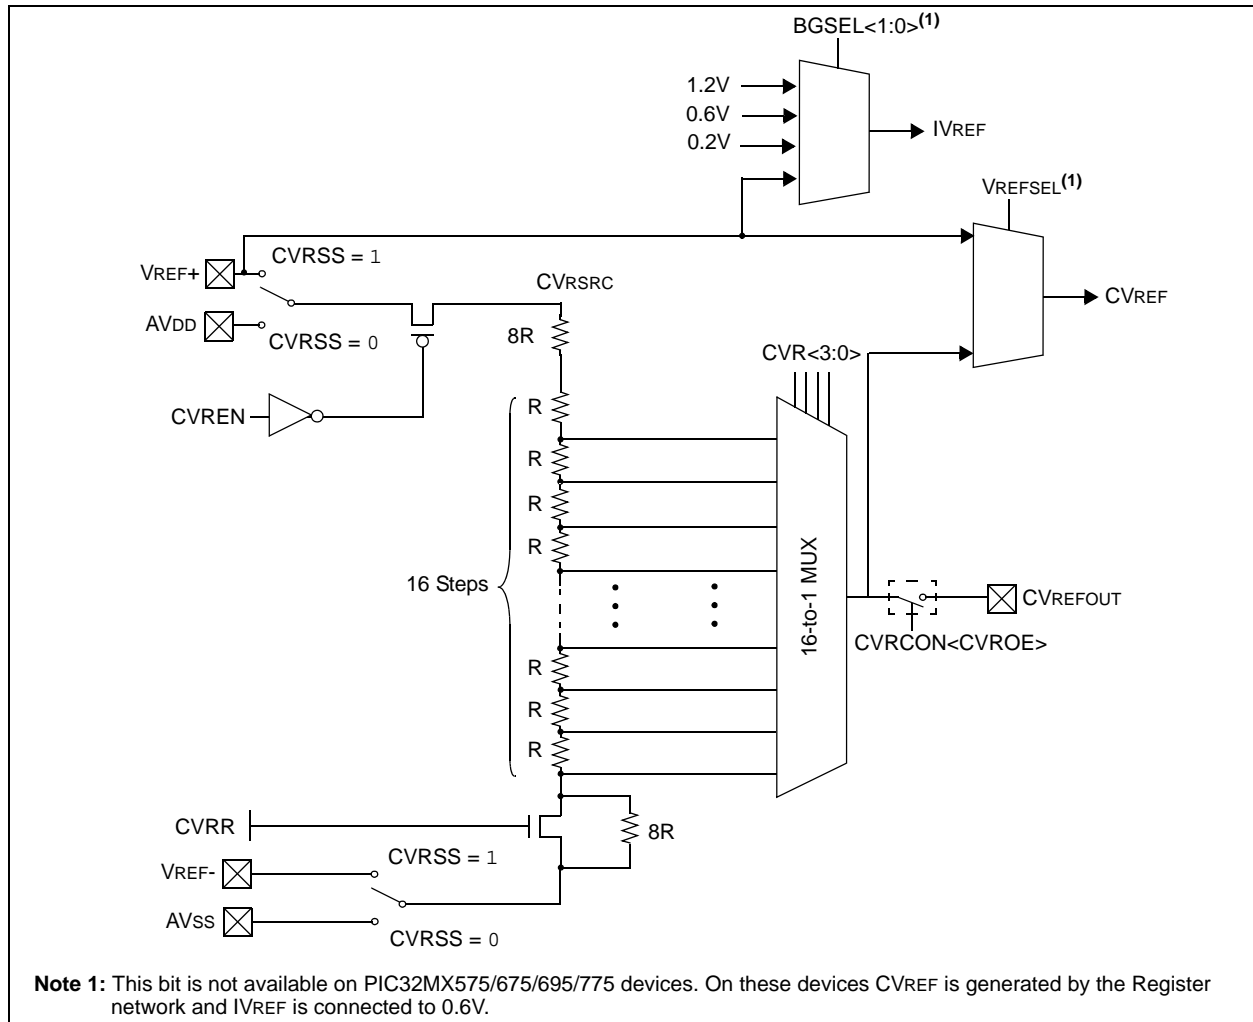 BGSEL<1:0>(1)
1.2V
0.6V
0.2V
IVREF
VREFSEL(1)
CVRSS = 1
VREF+
CVRSRC
CVREF
AVDD
8R
CVRSS = 0
CVR<3:0>
CVREN
R
R
R
R
16 Steps
16-to-1 MUX
CVREFOUT
CVRCON<CVROE>
R
R
R
CVRR
8R
CVRSS = 1
VREF-
AVSS
CVRSS = 0
Note 1: This bit is not available on PIC32MX575/675/695/775 devices. On these devices CVREF is generated by the Register
network and IVREF is connected to 0.6V.